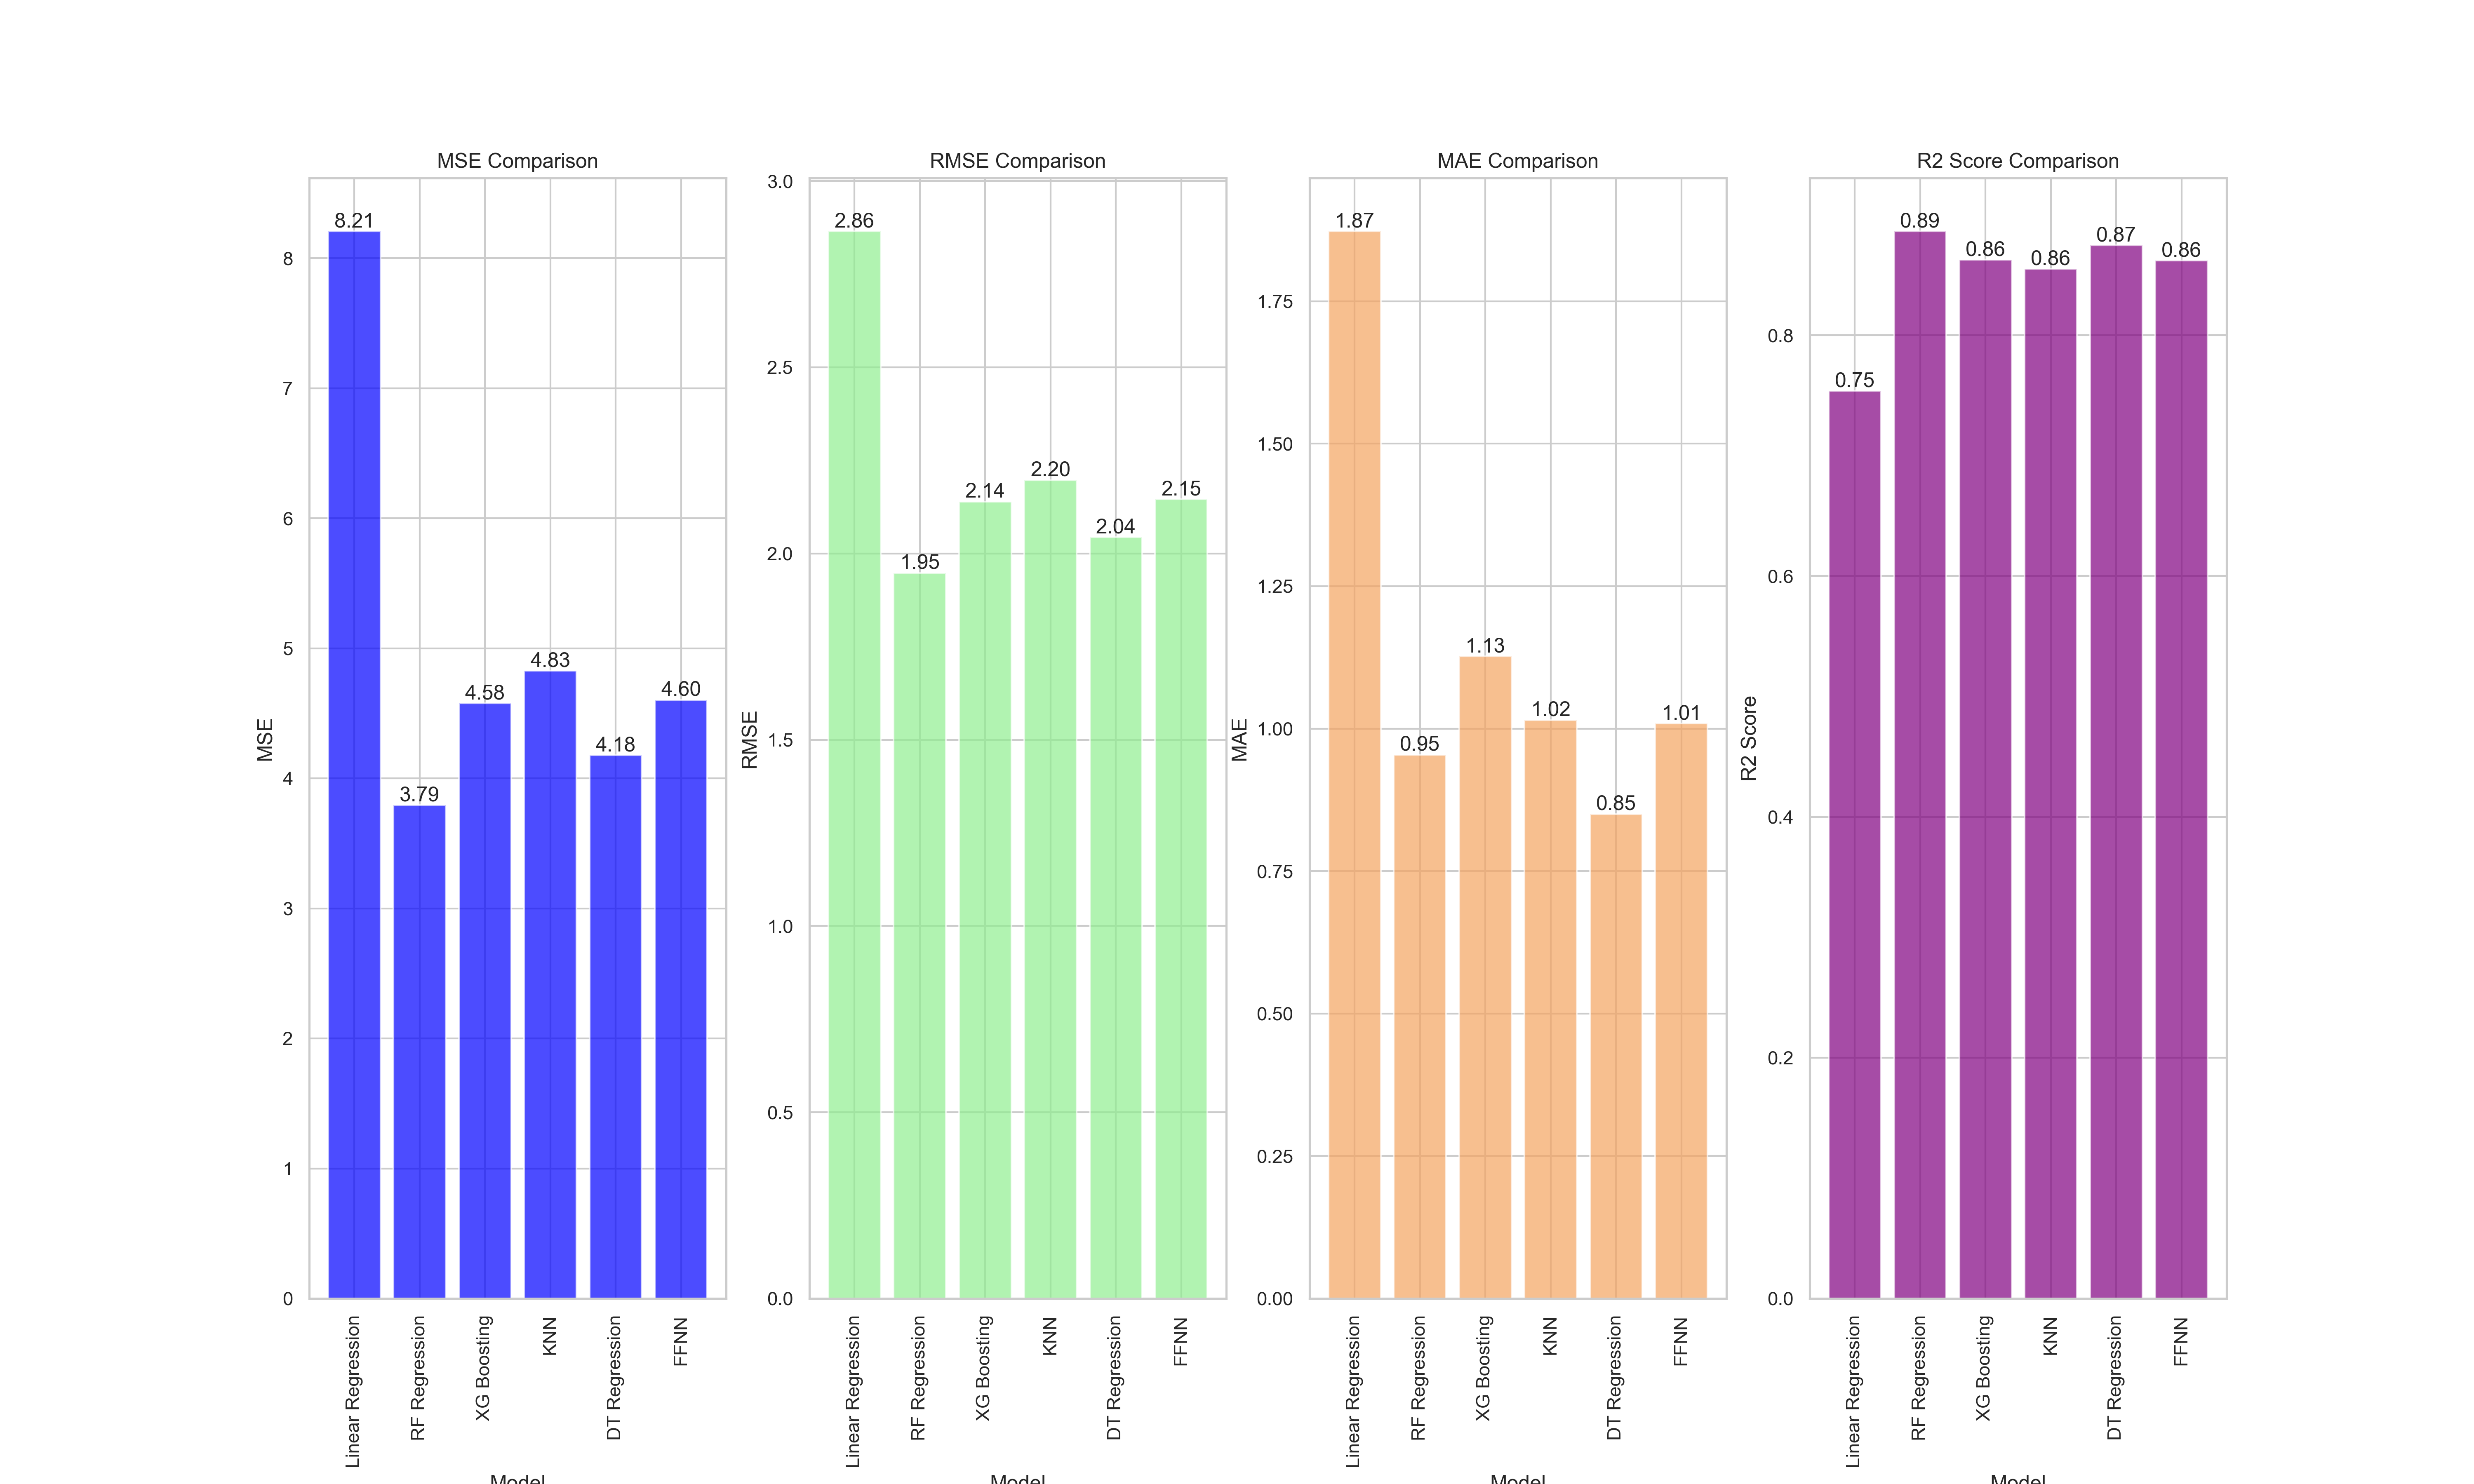 MSE Comparison
8.21
3.79
4.58
4.83
4.18
4.60
8
7
6
5
4
3
2
1
0
MSE
Linear Regression
RF Regression
XG Boosting
KNN
DT Regression
FFNN
Model
RMSE Comparison
2.86
1.95
2.14
2.20
2.04
2.15
3.0
2.5
2.0
1.5
1.0
0.5
0.0
RMSE
Linear Regression
RF Regression
XG Boosting
KNN
DT Regression
FFNN
Model
MAE Comparison
1.87
0.95
1.13
1.02
0.85
1.01
1.75
1.50
1.25
1.00
0.75
0.50
0.25
0.00
MAE
Linear Regression
RF Regression
XG Boosting
KNN
DT Regression
FFNN
Model
R2 Score Comparison
0.75
0.89
0.86
0.86
0.87
0.86
0.8
0.6
0.4
0.2
0.0
R2 Score
Linear Regression
RF Regression
XG Boosting
KNN
DT Regression
FFNN
Model